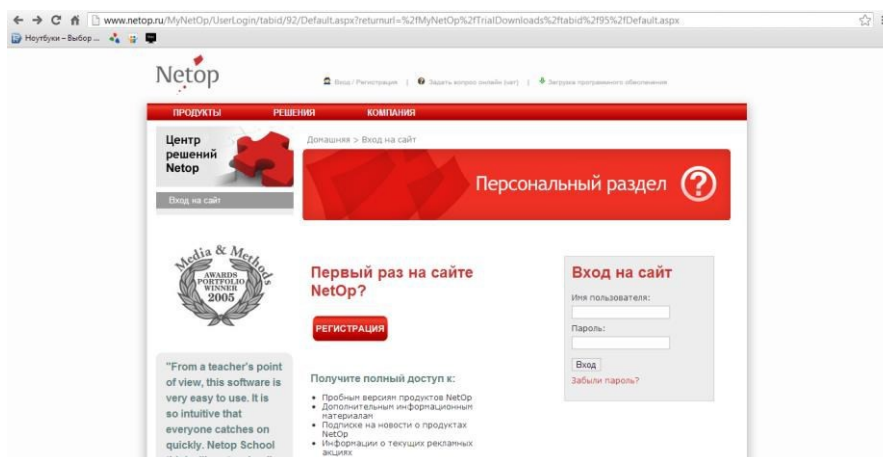 www.netop.ru/MyNetOp/UserLogin/tabid/92/Default.aspx?returnurl=%2fMyNetOp%2fTrialDownloads%2ftabid%2f95%2fDefault.aspx
Ноутбуки – Выбор ...
Netop
Вход / Регистрация | Задать вопрос онлайн (нет) | Загрузка программного обеспечения
ПРОДУКТЫ РЕШЕНИЯ КОМПАНИЯ
Центр
решений
Netop
Вход на сайт
Домашняя > Вход на сайт
Персональный раздел ?
Media & Methods
AWARDS
PORTFOLIO
WINNER
2005
"From a teacher's point
of view, this software is
very easy to use. It is
so intuitive that
everyone catches on
quickly. Netop School
Первый раз на сайте
NetOp?
РЕГИСТРАЦИЯ
Получите полный доступ к:
• Пробным версиям продуктов NetOp
• Дополнительным информационным
материалам
• Подписке на новости о продуктах
NetOp
• Информации о текущих рекламных
акциях
Вход на сайт
Имя пользователя:
Пароль:
Вход
Забыли пароль?